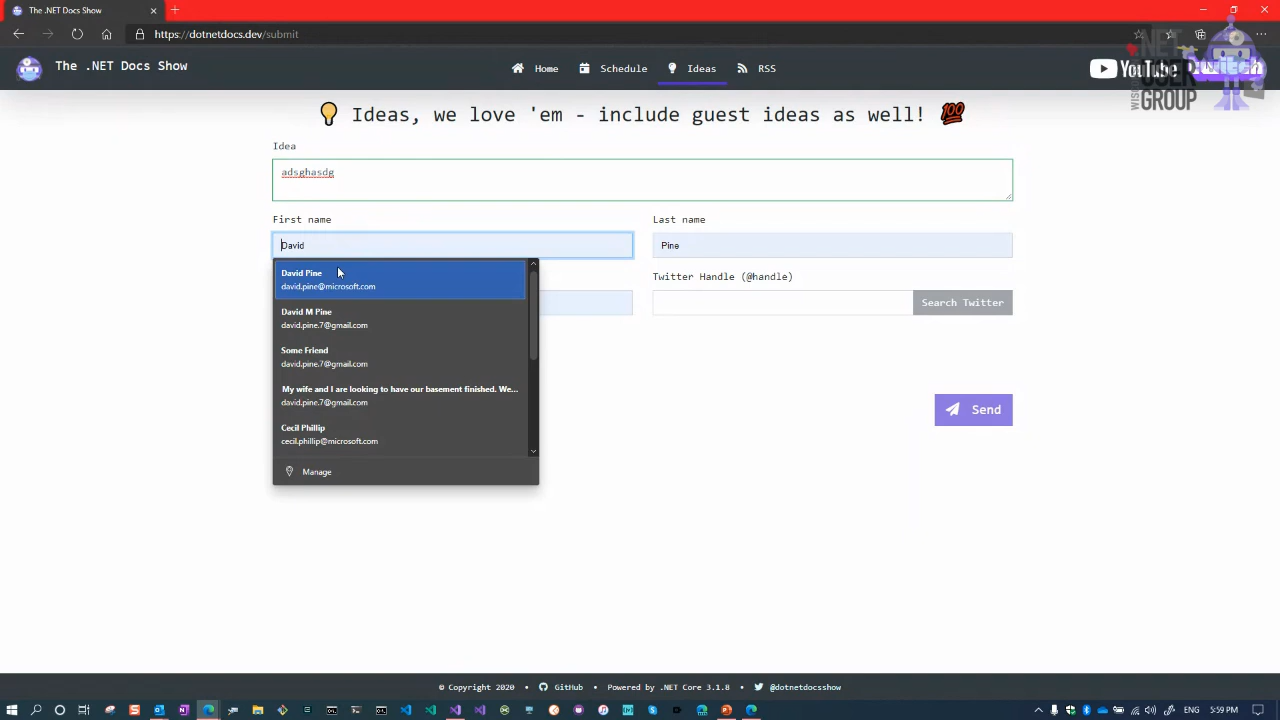 The .NET Docs Show
https://dotnetdocs.dev/submit
The .NET Docs Show
Home
Schedule
Ideas
RSS
YouTube
.NET
USER
GROUP
Ideas, we love 'em - include guest ideas as well!
Idea
adsghasdg
First name
Last name
David
Pine
David Pine
david.pine@microsoft.com
David M Pine
david.pine.7@gmail.com
Some Friend
david.pine.7@gmail.com
My wife and I are looking to have our basement finished. We...
david.pine.7@gmail.com
Cecil Phillip
cecil.phillip@microsoft.com
Manage
Twitter Handle (@handle)
Search Twitter
Send
© Copyright 2020 • GitHub • Powered by .NET Core 3.1.8 • @dotnetdocsshow
ENG 5:59 PM